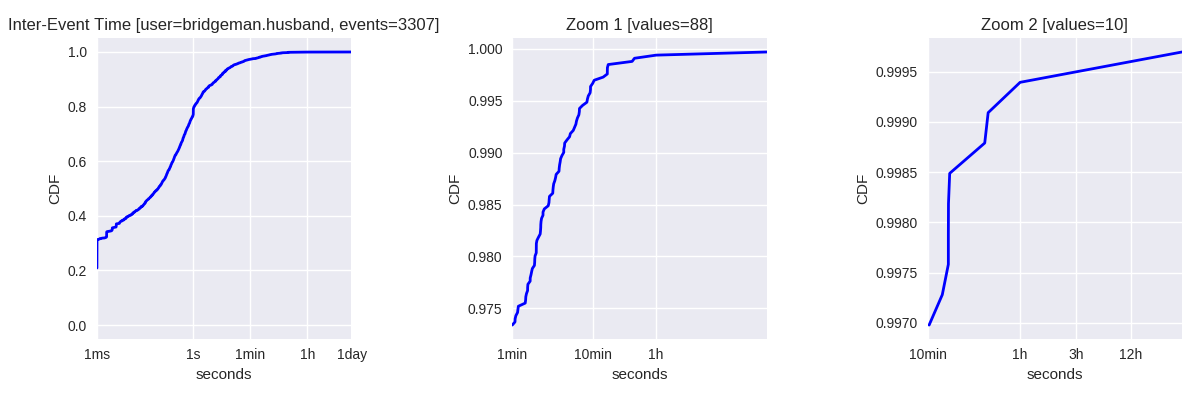 Inter-Event Time [user=bridgeman.husband, events=3307]
CDF
1.0
0.8
0.6
0.4
0.2
0.0
1ms 1s 1min 1h 1day
seconds
Zoom 1 [values=88]
CDF
1.000
0.995
0.990
0.985
0.980
0.975
1min 10min 1h
seconds
Zoom 2 [values=10]
CDF
0.9995
0.9990
0.9985
0.9980
0.9975
0.9970
10min 1h 3h 12h
seconds